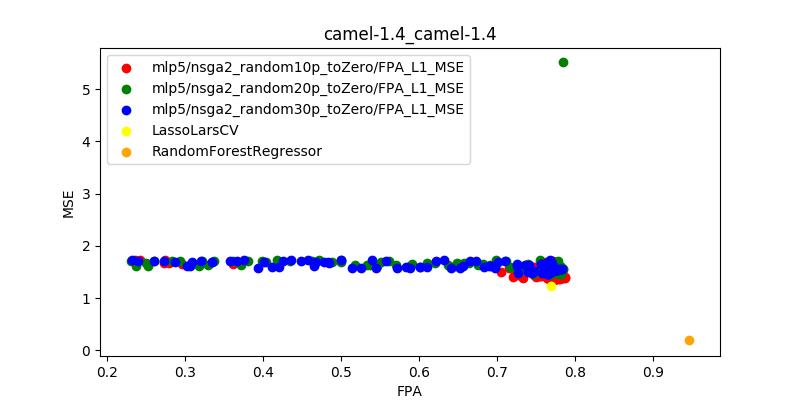 camel-1.4_camel-1.4
mlp5/nsga2_random10p_toZero/FPA_L1_MSE
mlp5/nsga2_random20p_toZero/FPA_L1_MSE
mlp5/nsga2_random30p_toZero/FPA_L1_MSE
LassoLarsCV
RandomForestRegressor
MSE
5
4
3
2
1
0
0.2 0.3 0.4 0.5 0.6 0.7 0.8 0.9
FPA